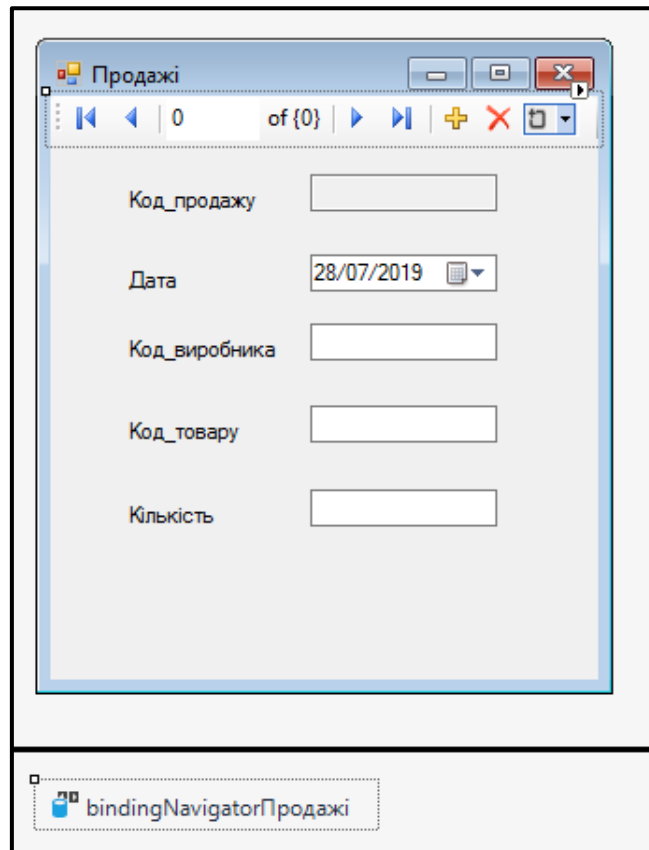 Продажі
0 of {0}
Код_продажу
Дата 28/07/2019
Код_виробника
Код_товару
Кількість
bindingNavigatorПродажі